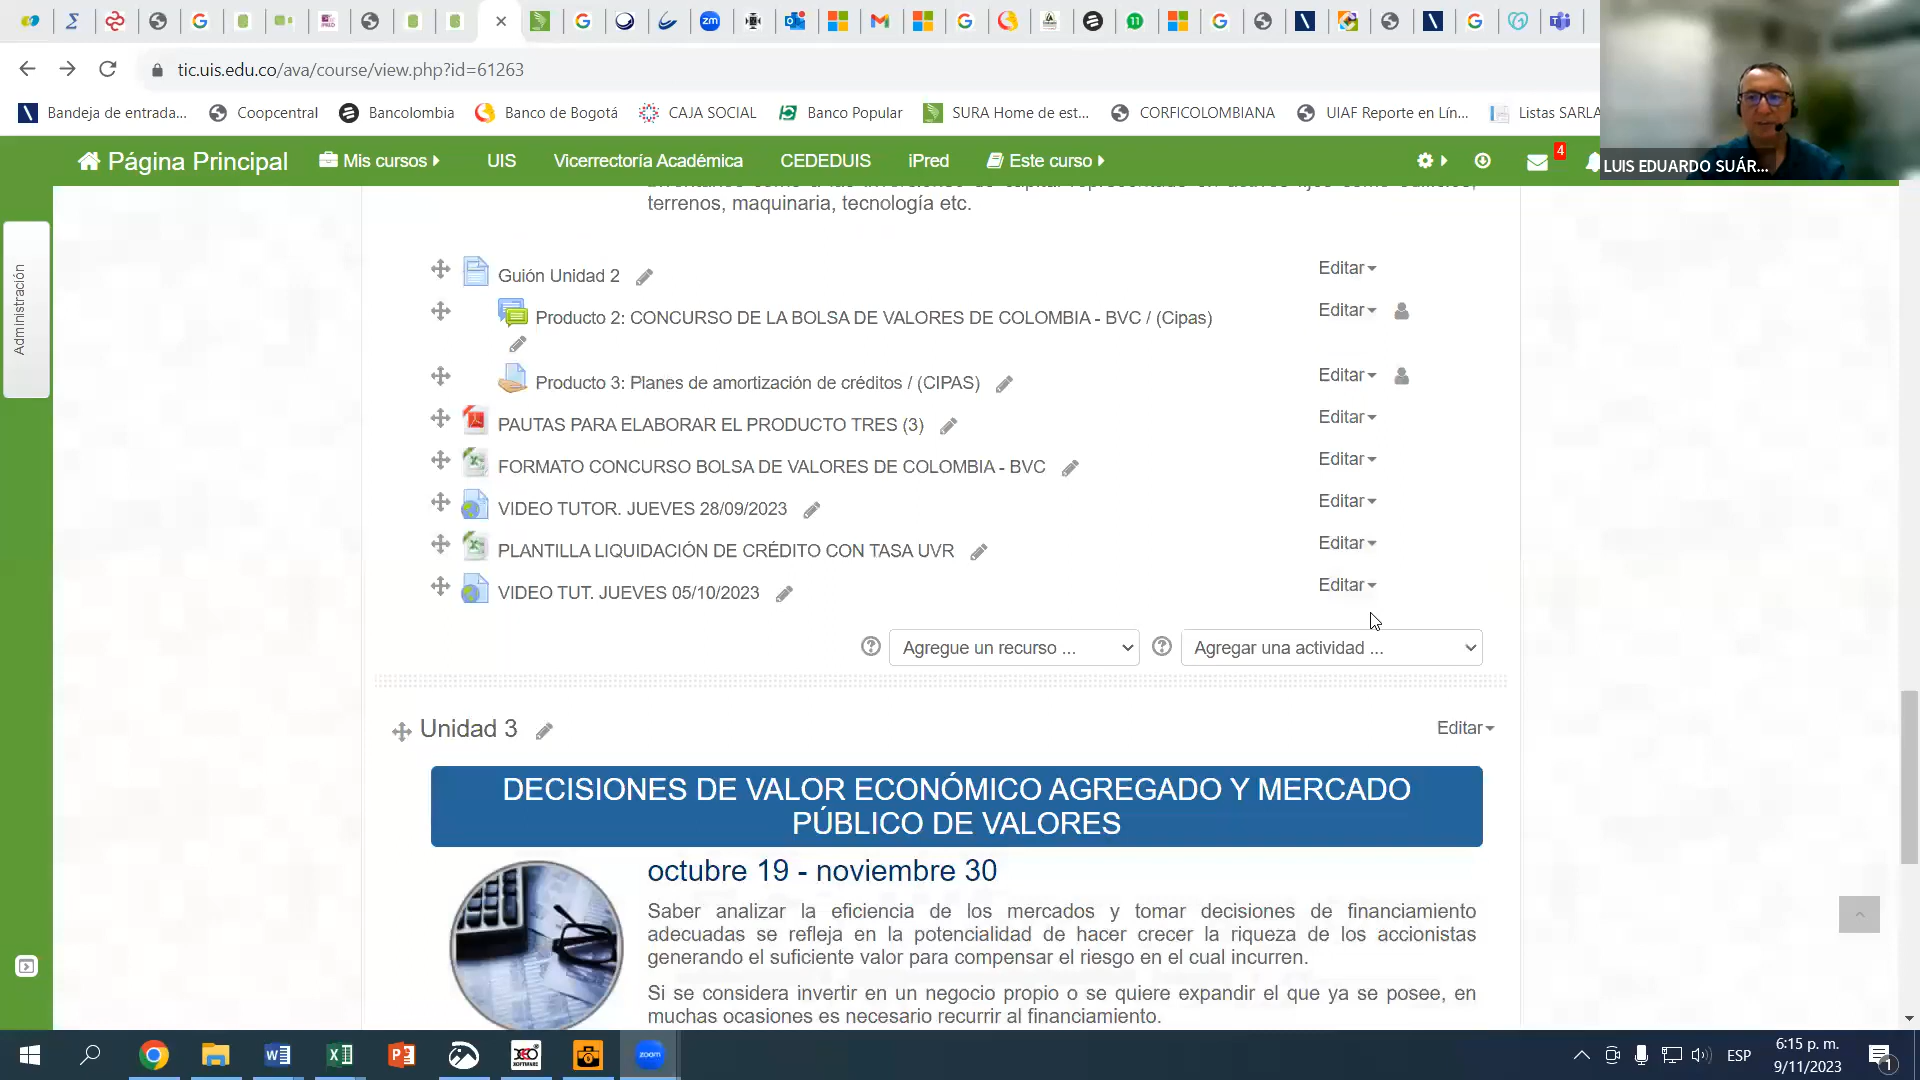 tic.uis.edu.co/ava/course/view.php?id=61263
Bandeja de entrada...
Coopcentral
Bancolombia
Banco de Bogotá
CAJA SOCIAL
Banco Popular
SURA Home de est...
CORFICOLOMBIANA
UIAF Reporte en Lín...
Listas SARLA
LUIS EDUARDO SUÁR...
Página Principal
Mis cursos
UIS
Vicerrectoría Académica
CEDEDUIS
iPred
Este curso
4
Administración
terrenos, maquinaria, tecnología etc.
Guión Unidad 2
Editar
Producto 2: CONCURSO DE LA BOLSA DE VALORES DE COLOMBIA - BVC / (Cipas)
Editar
Producto 3: Planes de amortización de créditos / (CIPAS)
Editar
PAUTAS PARA ELABORAR EL PRODUCTO TRES (3)
Editar
FORMATO CONCURSO BOLSA DE VALORES DE COLOMBIA - BVC
Editar
VIDEO TUTOR. JUEVES 28/09/2023
Editar
PLANTILLA LIQUIDACIÓN DE CRÉDITO CON TASA UVR
Editar
VIDEO TUT. JUEVES 05/10/2023
Editar
Agregue un recurso ...
Agregar una actividad ...
Unidad 3
Editar
DECISIONES DE VALOR ECONÓMICO AGREGADO Y MERCADO
PÚBLICO DE VALORES
octubre 19 - noviembre 30
Saber analizar la eficiencia de los mercados y tomar decisiones de financiamiento
adecuadas se refleja en la potencialidad de hacer crecer la riqueza de los accionistas
generando el suficiente valor para compensar el riesgo en el cual incurren.
Si se considera invertir en un negocio propio o se quiere expandir el que ya se posee, en
muchas ocasiones es necesario recurrir al financiamiento.
zoom
ESP
6:15 p. m.
9/11/2023
1